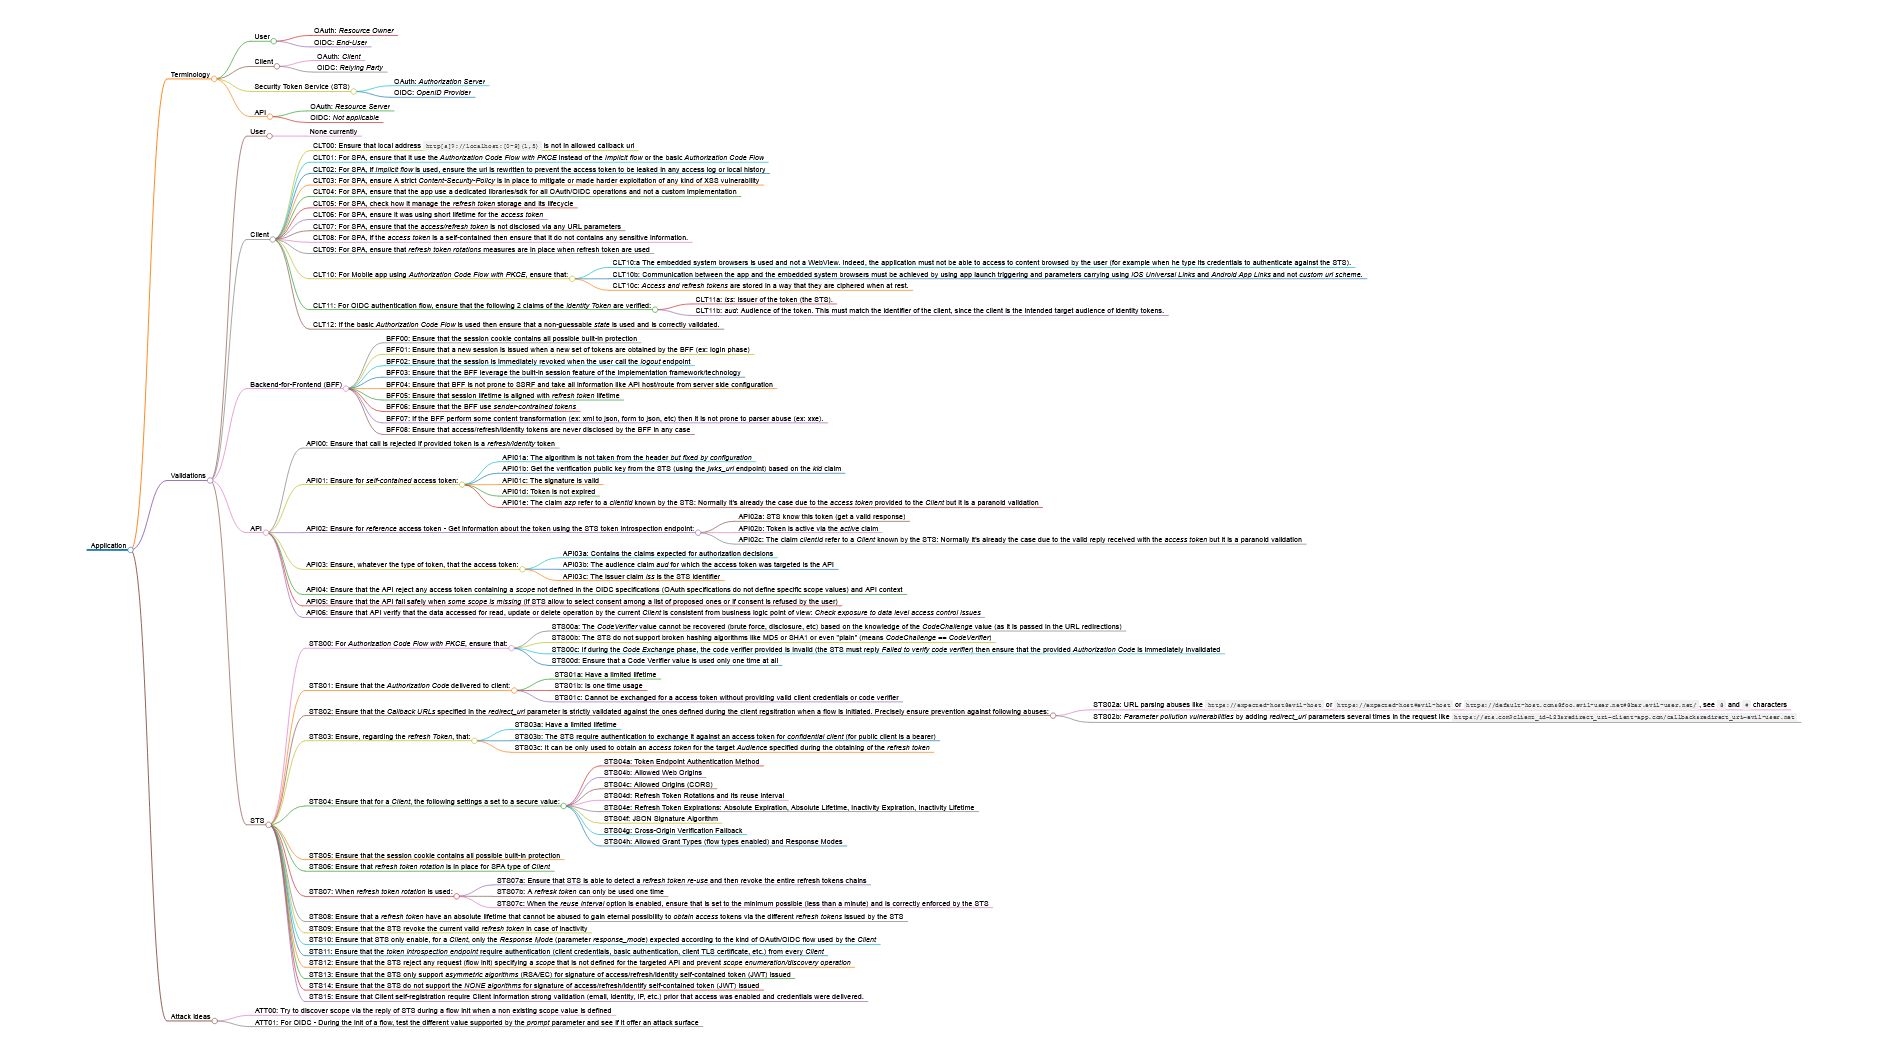 Application
Terminology
User
OAuth: Resource Owner
OIDC: End-User
Client
OAuth: Client
OIDC: Relying Party
Security Token Service (STS)
OAuth: Authorization Server
OIDC: OpenID Provider
API
OAuth: Resource Server
OIDC: Not applicable
Validations
User
None currently
Client
CLT00: Ensure that local address http[s]?://localhost:[0-9]{1,5} is not in allowed callback url
CLT01: For SPA, ensure that it use the Authorization Code Flow with PKCE instead of the Implicit flow or the basic Authorization Code Flow
CLT02: For SPA, if Implicit flow is used, ensure the url is rewritten to prevent the access token to be leaked in any access log or local history
CLT03: For SPA, ensure A strict Content-Security-Policy is in place to mitigate or made harder exploitation of any kind of XSS vulnerability
CLT04: For SPA, ensure that the app use a dedicated libraries/sdk for all OAuth/OIDC operations and not a custom implementation
CLT05: For SPA, check how it manage the refresh token storage and its lifecycle
CLT06: For SPA, ensure it was using short lifetime for the access token
CLT07: For SPA, ensure that the access/refresh token is not disclosed via any URL parameters
CLT08: For SPA, if the access token is a self-contained then ensure that it do not contains any sensitive information.
CLT09: For SPA, ensure that refresh token rotations measures are in place when refresh token are used
CLT10: For Mobile app using Authorization Code Flow with PKCE, ensure that:
CLT10:a The embedded system browsers is used and not a WebView. Indeed, the application must not be able to access to content browsed by the user (for example when he type its credentials to authenticate against the STS).
CLT10b: Communication between the app and the embedded system browsers must be achieved by using app launch triggering and parameters carrying using iOS Universal Links and Android App Links and not custom url scheme.
CLT10c: Access and refresh tokens are stored in a way that they are ciphered when at rest.
CLT11: For OIDC authentication flow, ensure that the following 2 claims of the Identity Token are verified:
CLT11a: iss: Issuer of the token (the STS).
CLT11b: aud: Audience of the token. This must match the identifier of the client, since the client is the intended target audience of identity tokens.
CLT12: If the basic Authorization Code Flow is used then ensure that a non-guessable state is used and is correctly validated.
Backend-for-Frontend (BFF)
BFF00: Ensure that the session cookie contains all possible built-in protection
BFF01: Ensure that a new session is issued when a new set of tokens are obtained by the BFF (ex: login phase)
BFF02: Ensure that the session is immediately revoked when the user call the logout endpoint
BFF03: Ensure that the BFF leverage the built-in session feature of the implementation framework/technology
BFF04: Ensure that BFF is not prone to SSRF and take all information like API host/route from server side configuration
BFF05: Ensure that session lifetime is aligned with refresh token lifetime
BFF06: Ensure that the BFF use sender-contrained tokens
BFF07: If the BFF perform some content transformation (ex: xml to json, form to json, etc) then it is not prone to parser abuse (ex: xxe).
BFF08: Ensure that access/refresh/identity tokens are never disclosed by the BFF in any case
API
API00: Ensure that call is rejected if provided token is a refresh/identity token
API01: Ensure for self-contained access token:
API01a: The algorithm is not taken from the header but fixed by configuration
API01b: Get the verification public key from the STS (using the jwks_uri endpoint) based on the kid claim
API01c: The signature is valid
API01d: Token is not expired
API01e: The claim azp refer to a clientid known by the STS: Normally it's already the case due to the access token provided to the Client but it is a paranoid validation
API02: Ensure for reference access token - Get information about the token using the STS token introspection endpoint:
API02a: STS know this token (get a valid response)
API02b: Token is active via the active claim
API02c: The claim clientid refer to a Client known by the STS: Normally it's already the case due to the valid reply received with the access token but it is a paranoid validation
API03: Ensure, whatever the type of token, that the access token:
API03a: Contains the claims expected for authorization decisions
API03b: The audience claim aud for which the access token was targeted is the API
API03c: The issuer claim iss is the STS identifier
API04: Ensure that the API reject any access token containing a scope not defined in the OIDC specifications (OAuth specifications do not define specific scope values) and API context
API05: Ensure that the API fail safely when some scope is missing (if STS allow to select consent among a list of proposed ones or if consent is refused by the user)
API06: Ensure that API verify that the data accessed for read, update or delete operation by the current Client is consistent from business logic point of view: Check exposure to data level access control issues
STS
STS00: For Authorization Code Flow with PKCE, ensure that:
STS00a: The CodeVerifier value cannot be recovered (brute force, disclosure, etc) based on the knowledge of the CodeChallenge value (as it is passed in the URL redirections)
STS00b: The STS do not support broken hashing algorithms like MD5 or SHA1 or even "plain" (means CodeChallenge == CodeVerifier)
STS00c: If during the Code Exchange phase, the code verifier provided is invalid (the STS must reply Failed to verify code verifier) then ensure that the provided Authorization Code is immediately invalidated
STS00d: Ensure that a Code Verifier value is used only one time at all
STS01: Ensure that the Authorization Code delivered to client:
STS01a: Have a limited lifetime
STS01b: Is one time usage
STS01c: Cannot be exchanged for a access token without providing valid client credentials or code verifier
STS02: Ensure that the Callback URLs specified in the redirect_uri parameter is strictly validated against the ones defined during the client regsitration when a flow is initiated. Precisely ensure prevention against following abuses:
STS02a: URL parsing abuses like https://expected-host@evil-host or https://expected-host#evil-host or https://default-host.com&@foo.evil-user.net#@bar.evil-user.net/ , see @ and # characters
STS02b: Parameter pollution vulnerabilities by adding redirect_uri parameters several times in the request like https://sts.com?client_id=123&redirect_uri=client-app.com/callback&redirect_uri=evil-user.net
STS03: Ensure, regarding the refresh Token, that:
STS03a: Have a limited lifetime
STS03b: The STS require authentication to exchange it against an access token for confidential client (for public client is a bearer)
STS03c: It can be only used to obtain an access token for the target Audience specified during the obtaining of the refresh token
STS04: Ensure that for a Client, the following settings a set to a secure value:
STS04a: Token Endpoint Authentication Method
STS04b: Allowed Web Origins
STS04c: Allowed Origins (CORS)
STS04d: Refresh Token Rotations and its reuse interval
STS04e: Refresh Token Expirations: Absolute Expiration, Absolute Lifetime, Inactivity Expiration, Inactivity Lifetime
STS04f: JSON Signature Algorithm
STS04g: Cross-Origin Verification Fallback
STS04h: Allowed Grant Types (flow types enabled) and Response Modes
STS05: Ensure that the session cookie contains all possible built-in protection
STS06: Ensure that refresh token rotation is in place for SPA type of Client
STS07: When refresh token rotation is used:
STS07a: Ensure that STS is able to detect a refresh token re-use and then revoke the entire refresh tokens chains
STS07b: A refresk token can only be used one time
STS07c: When the reuse interval option is enabled, ensure that is set to the minimum possible (less than a minute) and is correctly enforced by the STS
STS08: Ensure that a refresh token have an absolute lifetime that cannot be abused to gain eternal possibility to obtain access tokens via the different refresh tokens issued by the STS
STS09: Ensure that the STS revoke the current valid refresh token in case of inactivity
STS10: Ensure that STS only enable, for a Client, only the Response Mode (parameter response_mode) expected according to the kind of OAuth/OIDC flow used by the Client
STS11: Ensure that the token introspection endpoint require authentication (client credentials, basic authentication, client TLS certificate, etc.) from every Client
STS12: Ensure that the STS reject any request (flow init) specifying a scope that is not defined for the targeted API and prevent scope enumeration/discovery operation
STS13: Ensure that the STS only support asymmetric algorithms (RSA/EC) for signature of access/refresh/identity self-contained token (JWT) issued
STS14: Ensure that the STS do not support the NONE algorithms for signature of access/refresh/identify self-contained token (JWT) issued
STS15: Ensure that Client self-registration require Client information strong validation (email, identity, IP, etc.) prior that access was enabled and credentials were delivered.
Attack ideas
ATT00: Try to discover scope via the reply of STS during a flow init when a non existing scope value is defined
ATT01: For OIDC - During the init of a flow, test the different value supported by the prompt parameter and see if it offer an attack surface